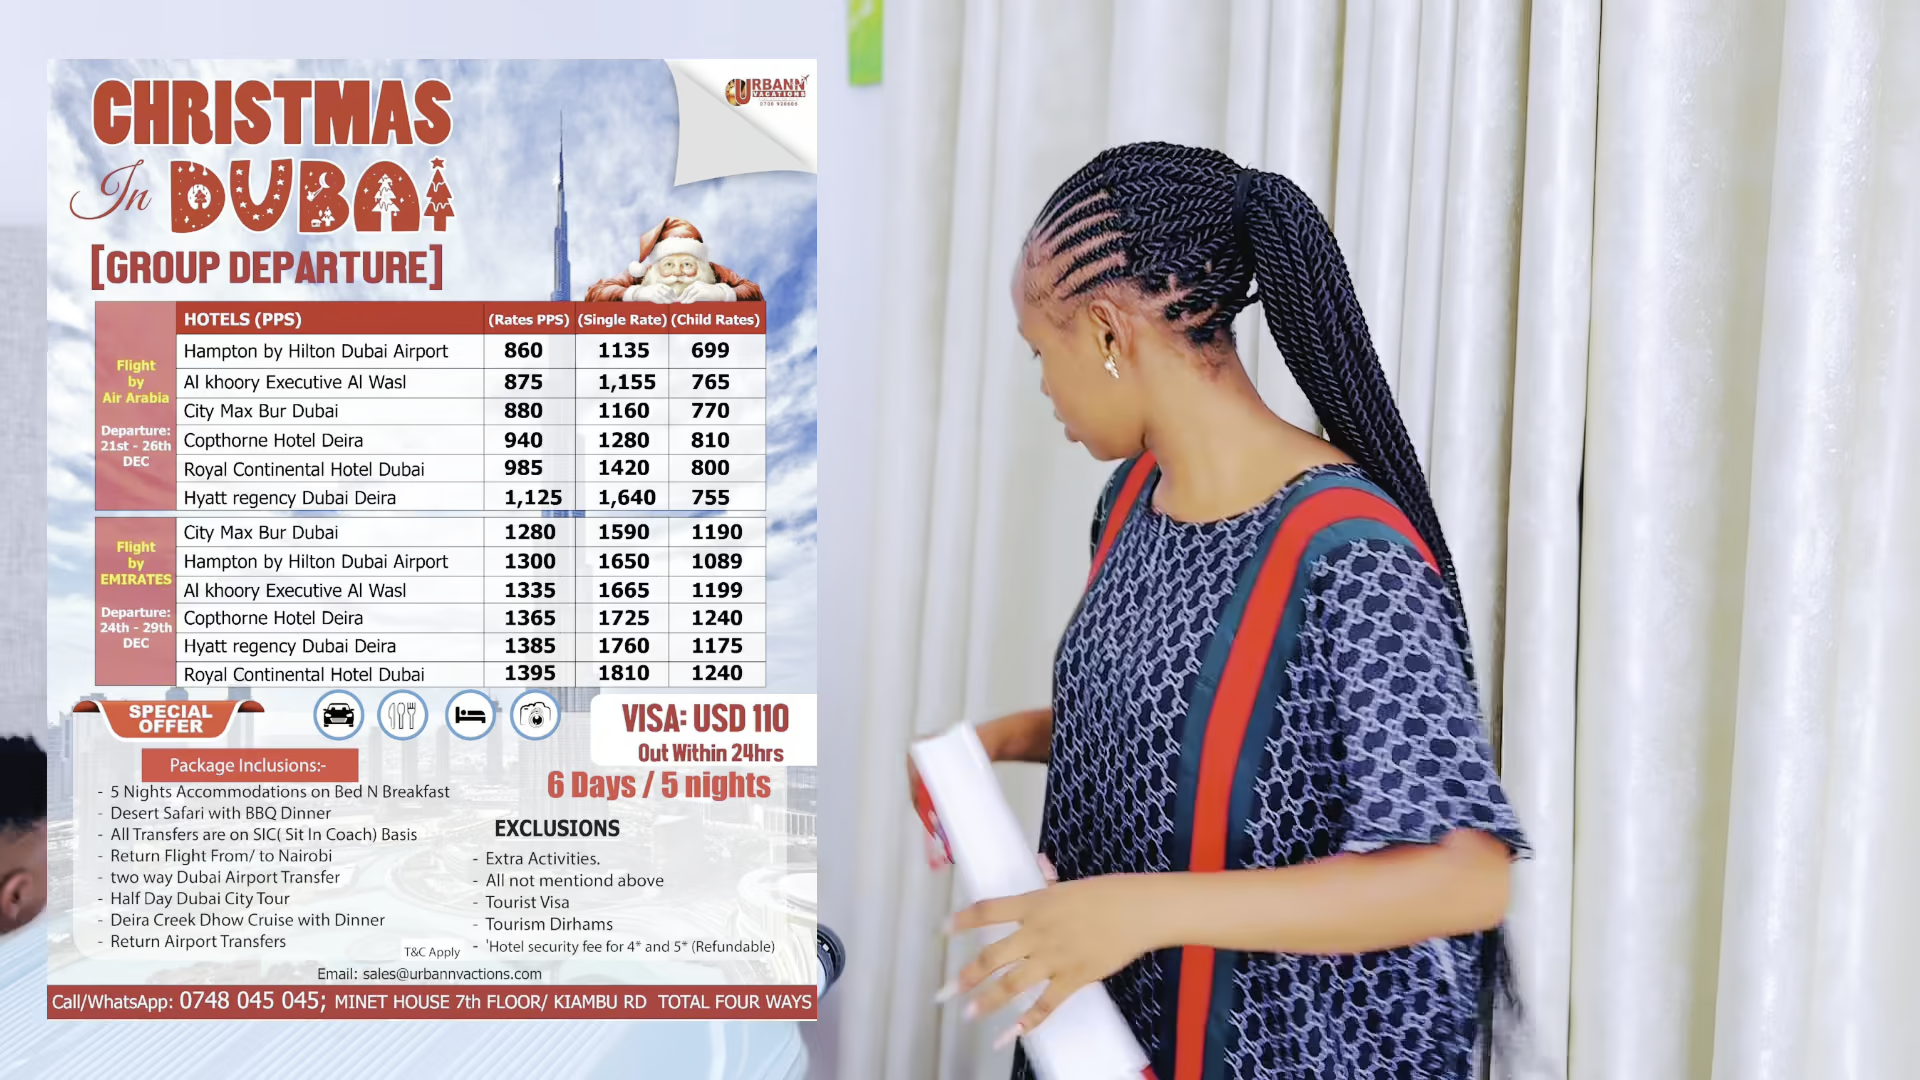 URBANN
VACATIONS
CHRISTMAS
In DUBAI
[GROUP DEPARTURE]
HOTELS (PPS) (Rates PPS) (Single Rate) (Child Rates)
Flight
by
Air Arabia
Departure:
21st - 26th
DEC
Hampton by Hilton Dubai Airport 860 1135 699
Al khoory Executive Al Wasl 875 1,155 765
City Max Bur Dubai 880 1160 770
Copthorne Hotel Deira 940 1280 810
Royal Continental Hotel Dubai 985 1420 800
Hyatt regency Dubai Deira 1,125 1,640 755
Flight
by
EMIRATES
Departure:
24th - 29th
DEC
City Max Bur Dubai 1280 1590 1190
Hampton by Hilton Dubai Airport 1300 1650 1089
Al khoory Executive Al Wasl 1335 1665 1199
Copthorne Hotel Deira 1365 1725 1240
Hyatt regency Dubai Deira 1385 1760 1175
Royal Continental Hotel Dubai 1395 1810 1240
SPECIAL
OFFER
VISA: USD 110
Out Within 24hrs
6 Days / 5 nights
Package Inclusions:-
- 5 Nights Accommodations on Bed N Breakfast
- Desert Safari with BBQ Dinner
- All Transfers are on SIC( Sit In Coach) Basis
- Return Flight From/ to Nairobi
- two way Dubai Airport Transfer
- Half Day Dubai City Tour
- Deira Creek Dhow Cruise with Dinner
- Return Airport Transfers
EXCLUSIONS
- Extra Activities.
- All not mentiond above
- Tourist Visa
- Tourism Dirhams
- 'Hotel security fee for 4* and 5* (Refundable)
T&C Apply
Email: sales@urbannvactions.com
Call/WhatsApp: 0748 045 045; MINET HOUSE 7th FLOOR/ KIAMBU RD TOTAL FOUR WAYS